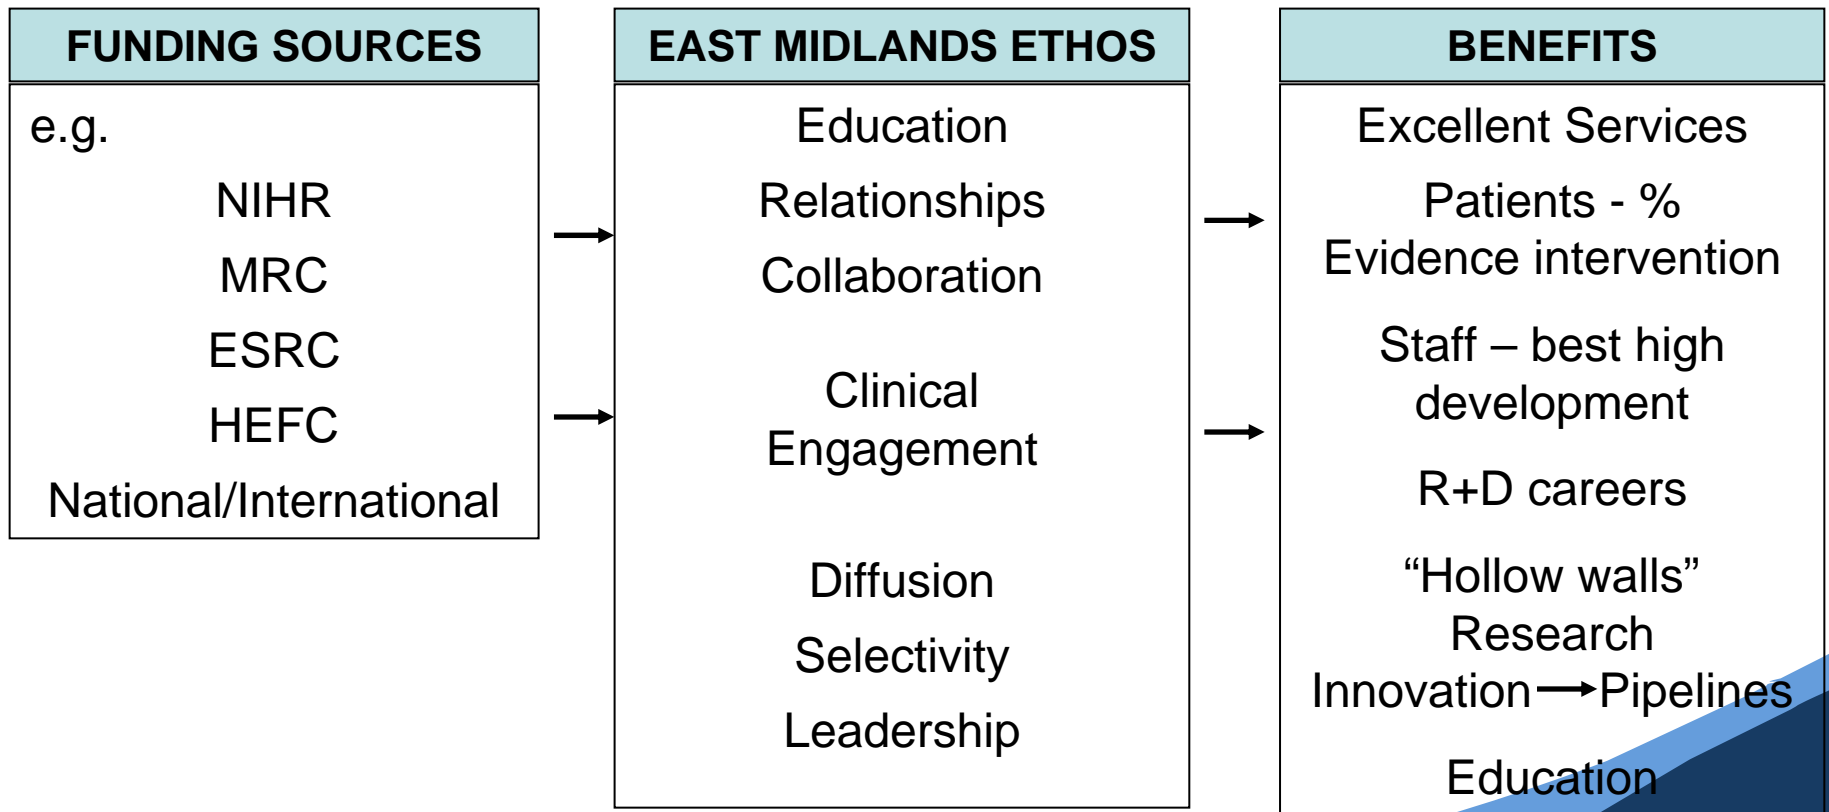 FUNDING SOURCES
e.g.
NIHR
MRC
ESRC
HEFC
National/International
EAST MIDLANDS ETHOS
Education
Relationships
Collaboration
Clinical
Engagement
Diffusion
Selectivity
Leadership
BENEFITS
Excellent Services
Patients - %
Evidence intervention
Staff – best high
development
R+D careers
“Hollow walls”
Research
Innovation→Pipelines
Education